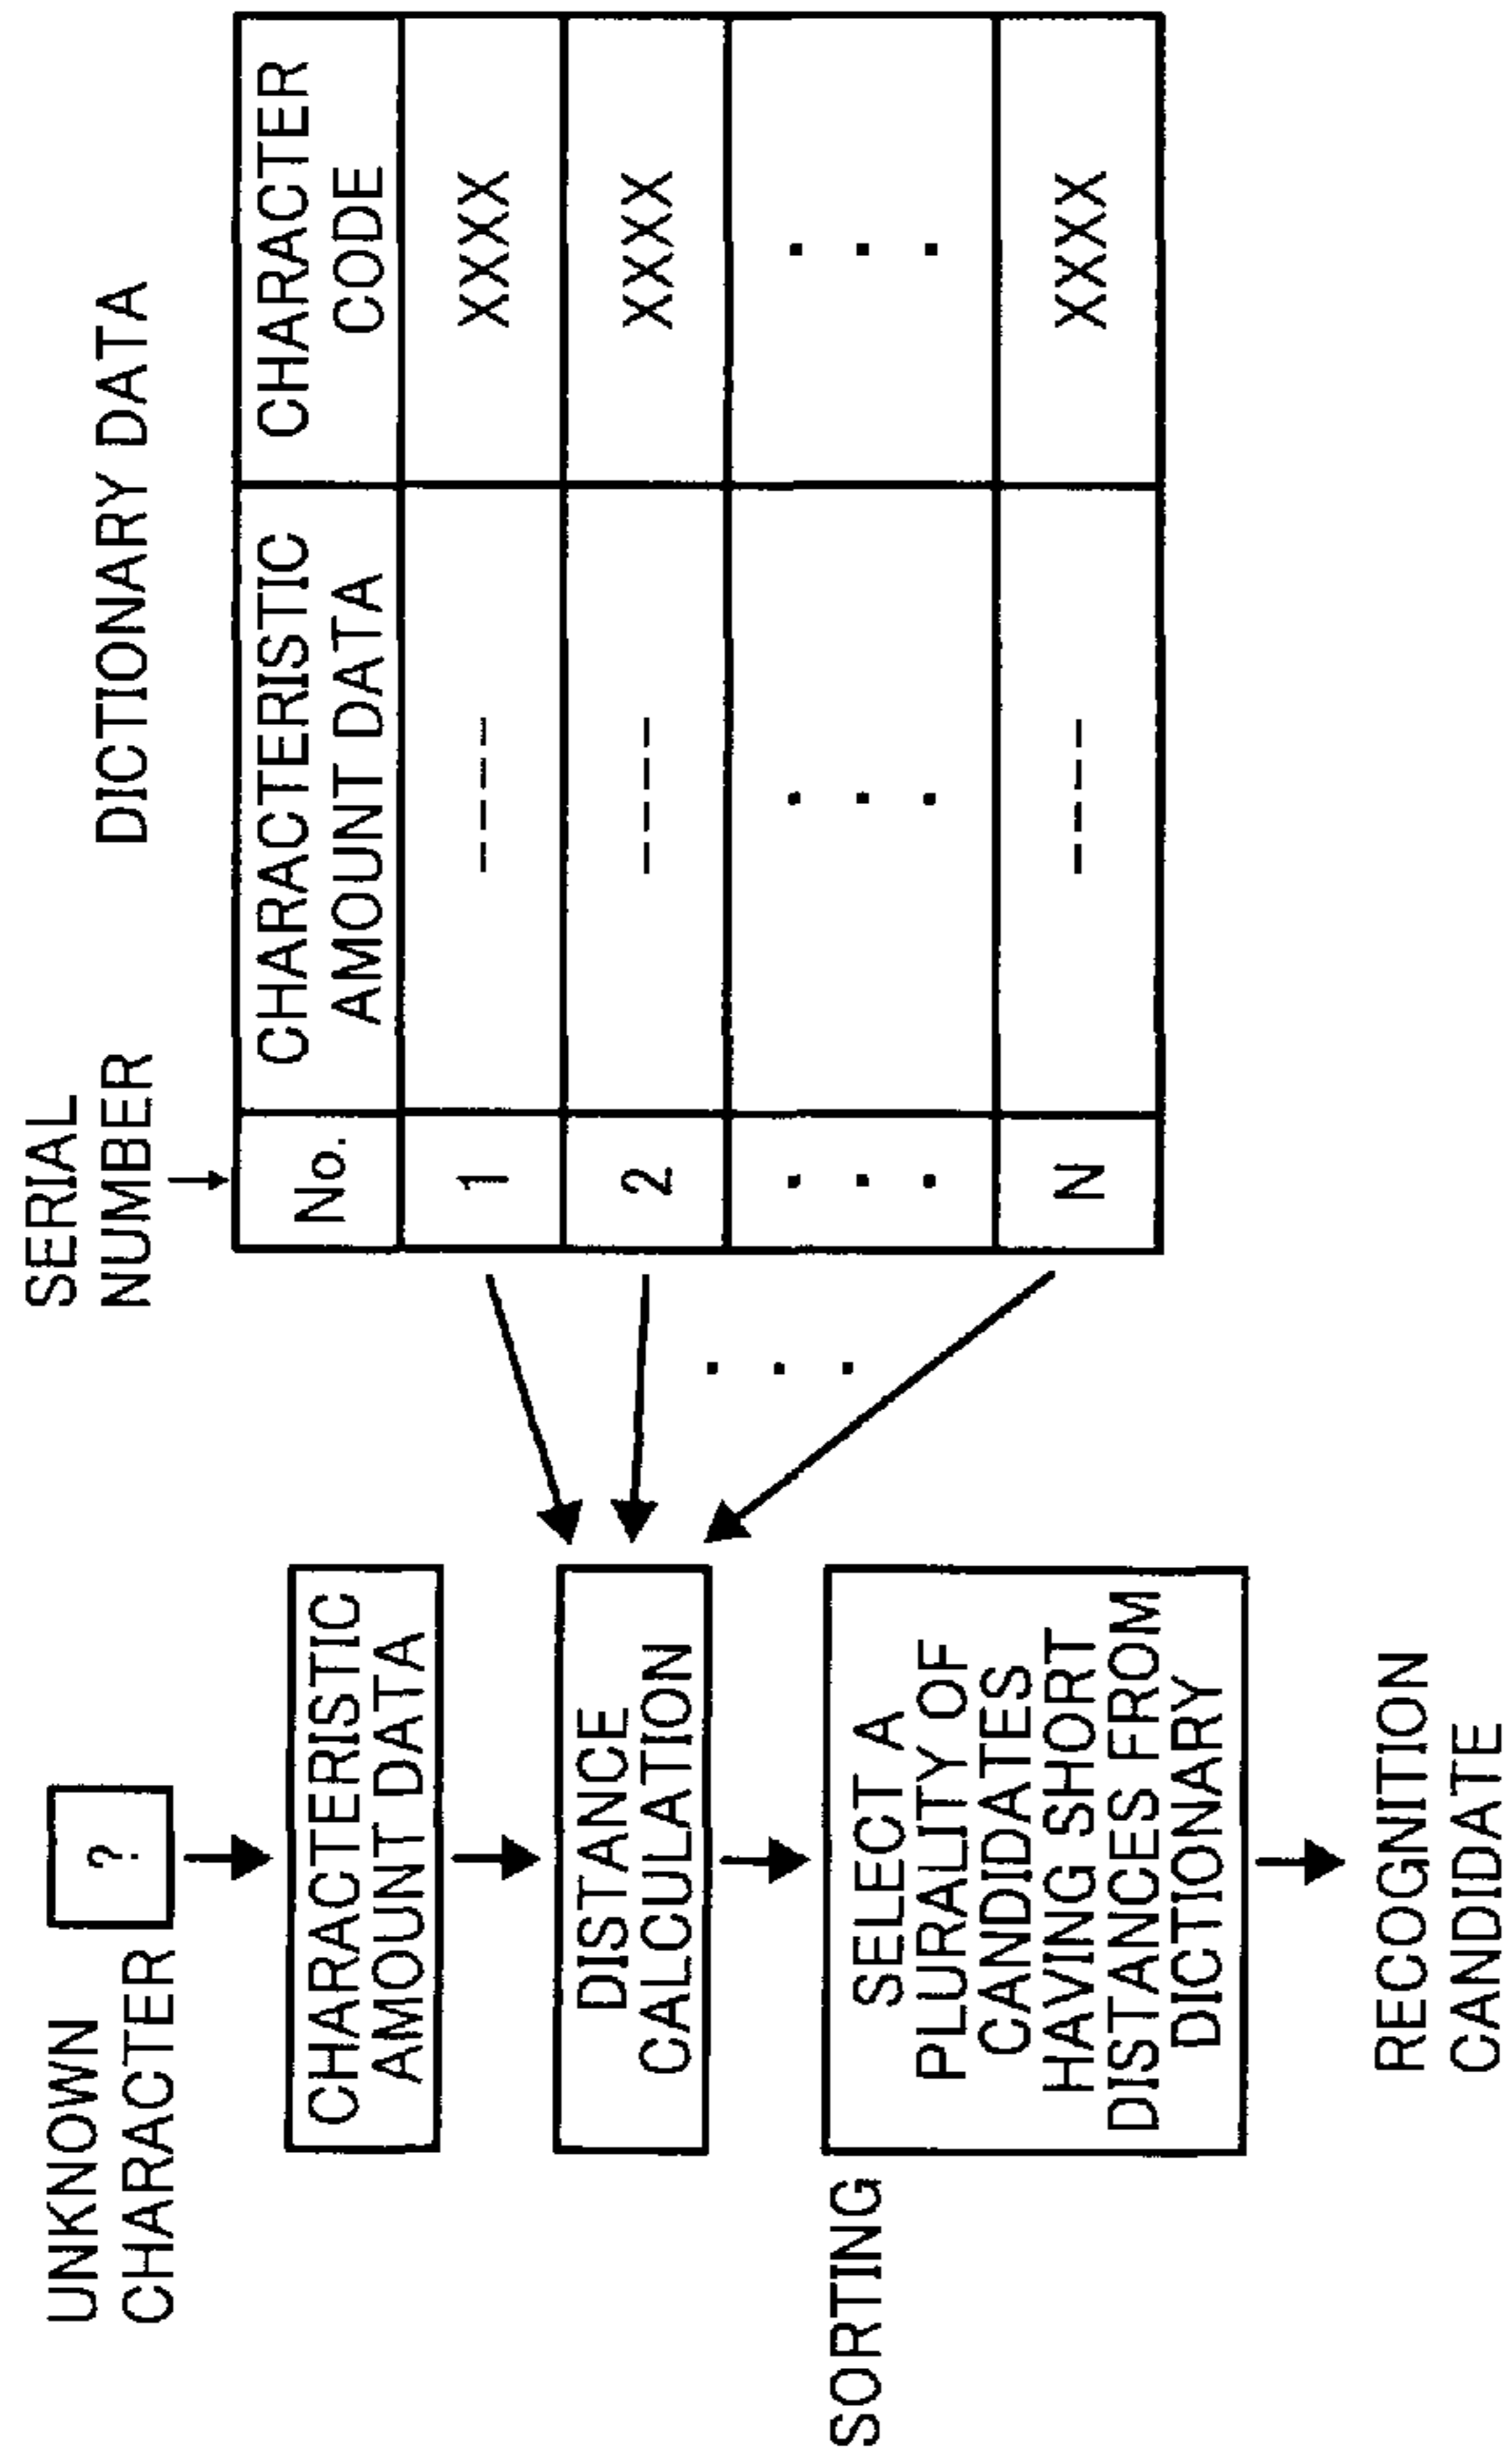 UNKNOWN
CHARACTER
?
CHARACTERISTIC
AMOUNT DATA
DISTANCE
CALCULATION
SORTING
SELECT A
PLURALITY OF
CANDIDATES
HAVING SHORT
DISTANCES FROM
DICTIONARY
RECOGNITION
CANDIDATE
SERIAL
NUMBER
DICTIONARY DATA
No. CHARACTERISTIC
AMOUNT DATA CHARACTER
CODE
1 ---- XXXX
2 ---- XXXX
... ... ...
N ---- XXXX
...